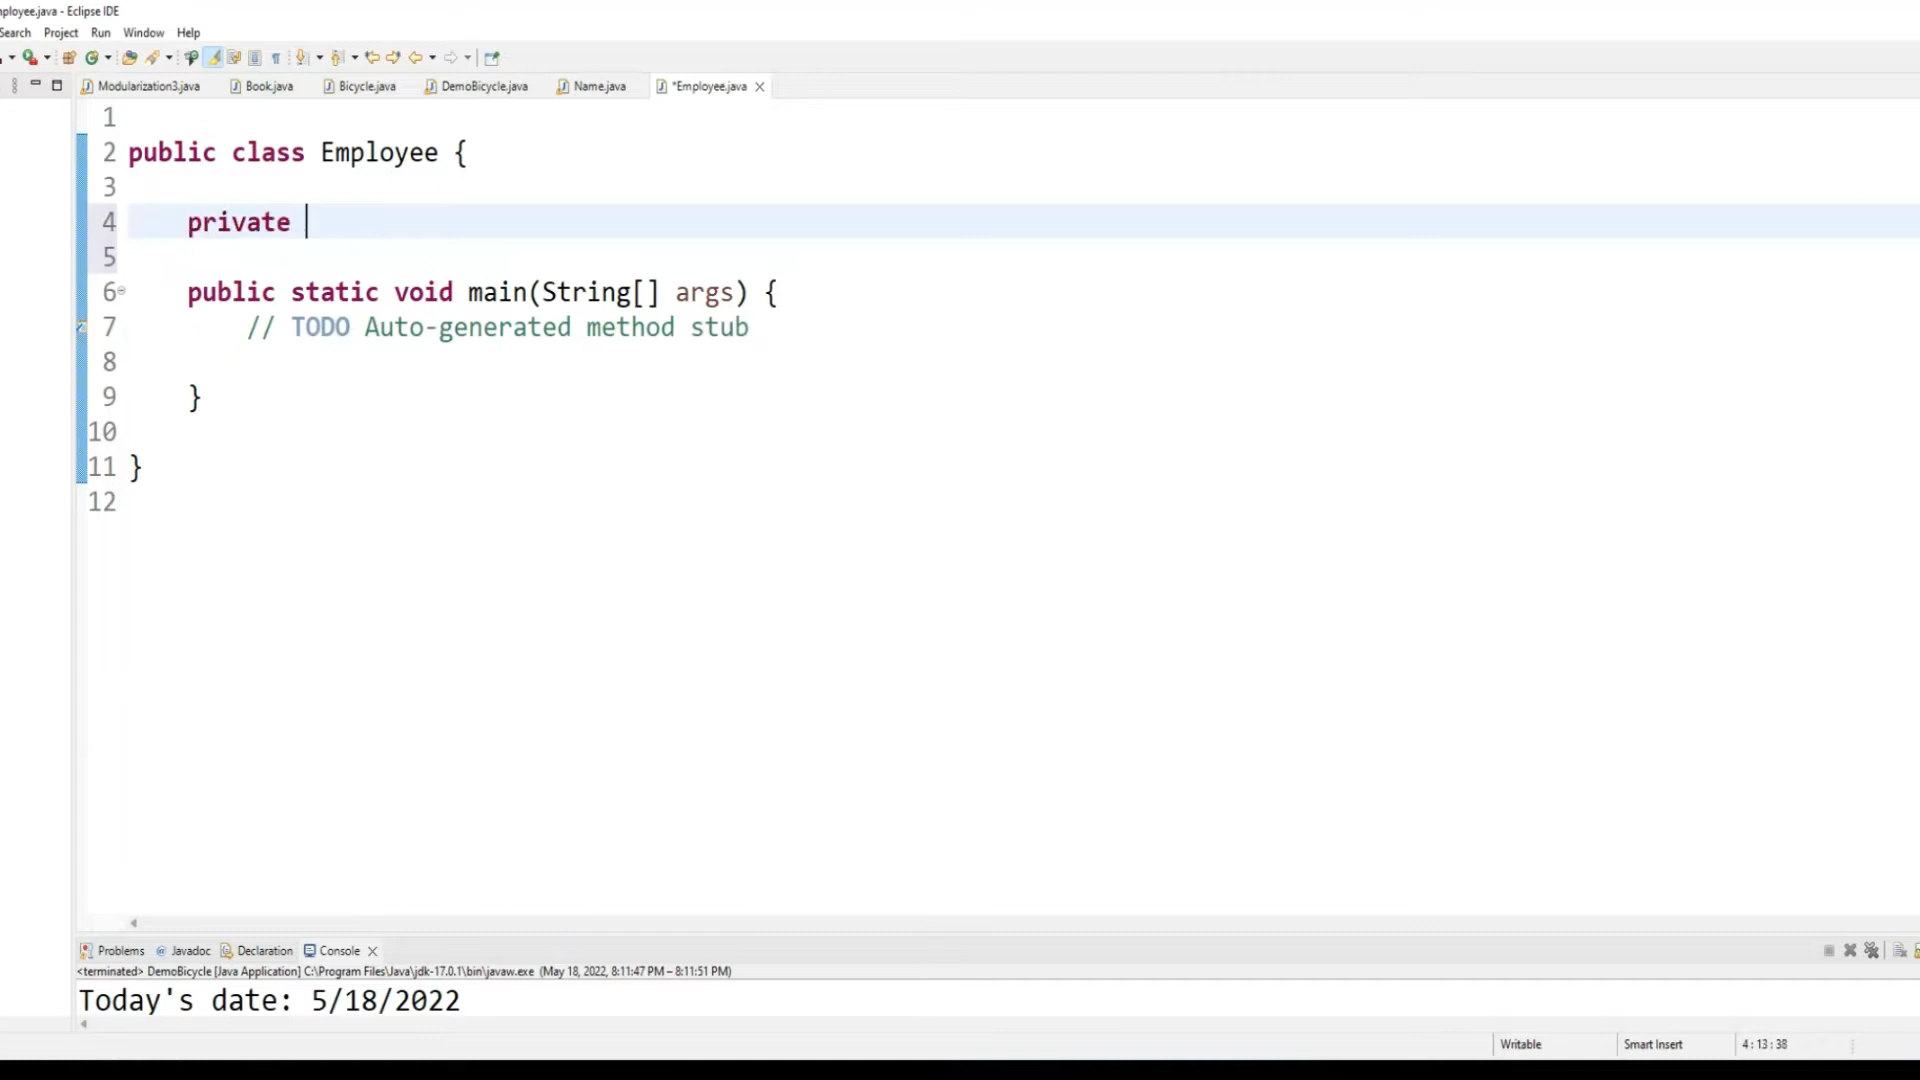 mployee.java - Eclipse IDE
Search Project Run Window Help
Modularization3.java Book.java Bicycle.java DemoBicycle.java Name.java *Employee.java
1
2 public class Employee {
3
4 private
5
6 public static void main(String[] args) {
7 // TODO Auto-generated method stub
8
9 }
10
11 }
12
Problems Javadoc Declaration Console
<terminated> DemoBicycle [Java Application] C:\Program Files\Java\jdk-17.0.1\bin\javaw.exe (May 18, 2022, 8:11:47 PM – 8:11:51 PM)
Today's date: 5/18/2022
Writable Smart Insert 4 : 13 : 38